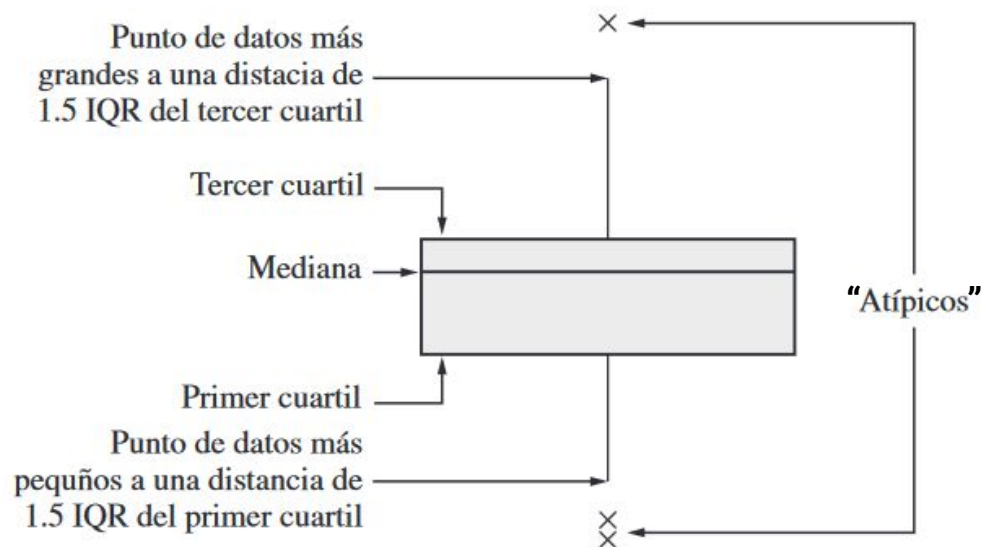 Punto de datos más
grandes a una distacia de
1.5 IQR del tercer cuartil
Tercer cuartil
Mediana
“Atípicos”
Primer cuartil
Punto de datos más
pequños a una distancia de
1.5 IQR del primer cuartil